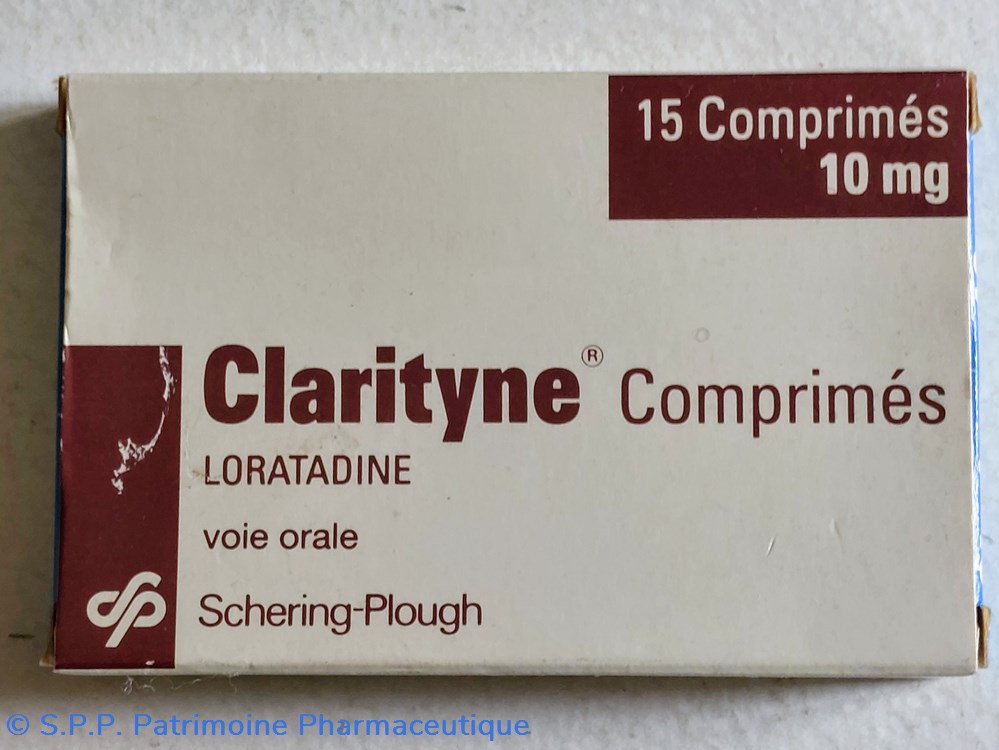 15 Comprimés
10 mg
Clarityne® Comprimés
LORATADINE
voie orale
Schering-Plough
© S.P.P. Patrimoine Pharmaceutique